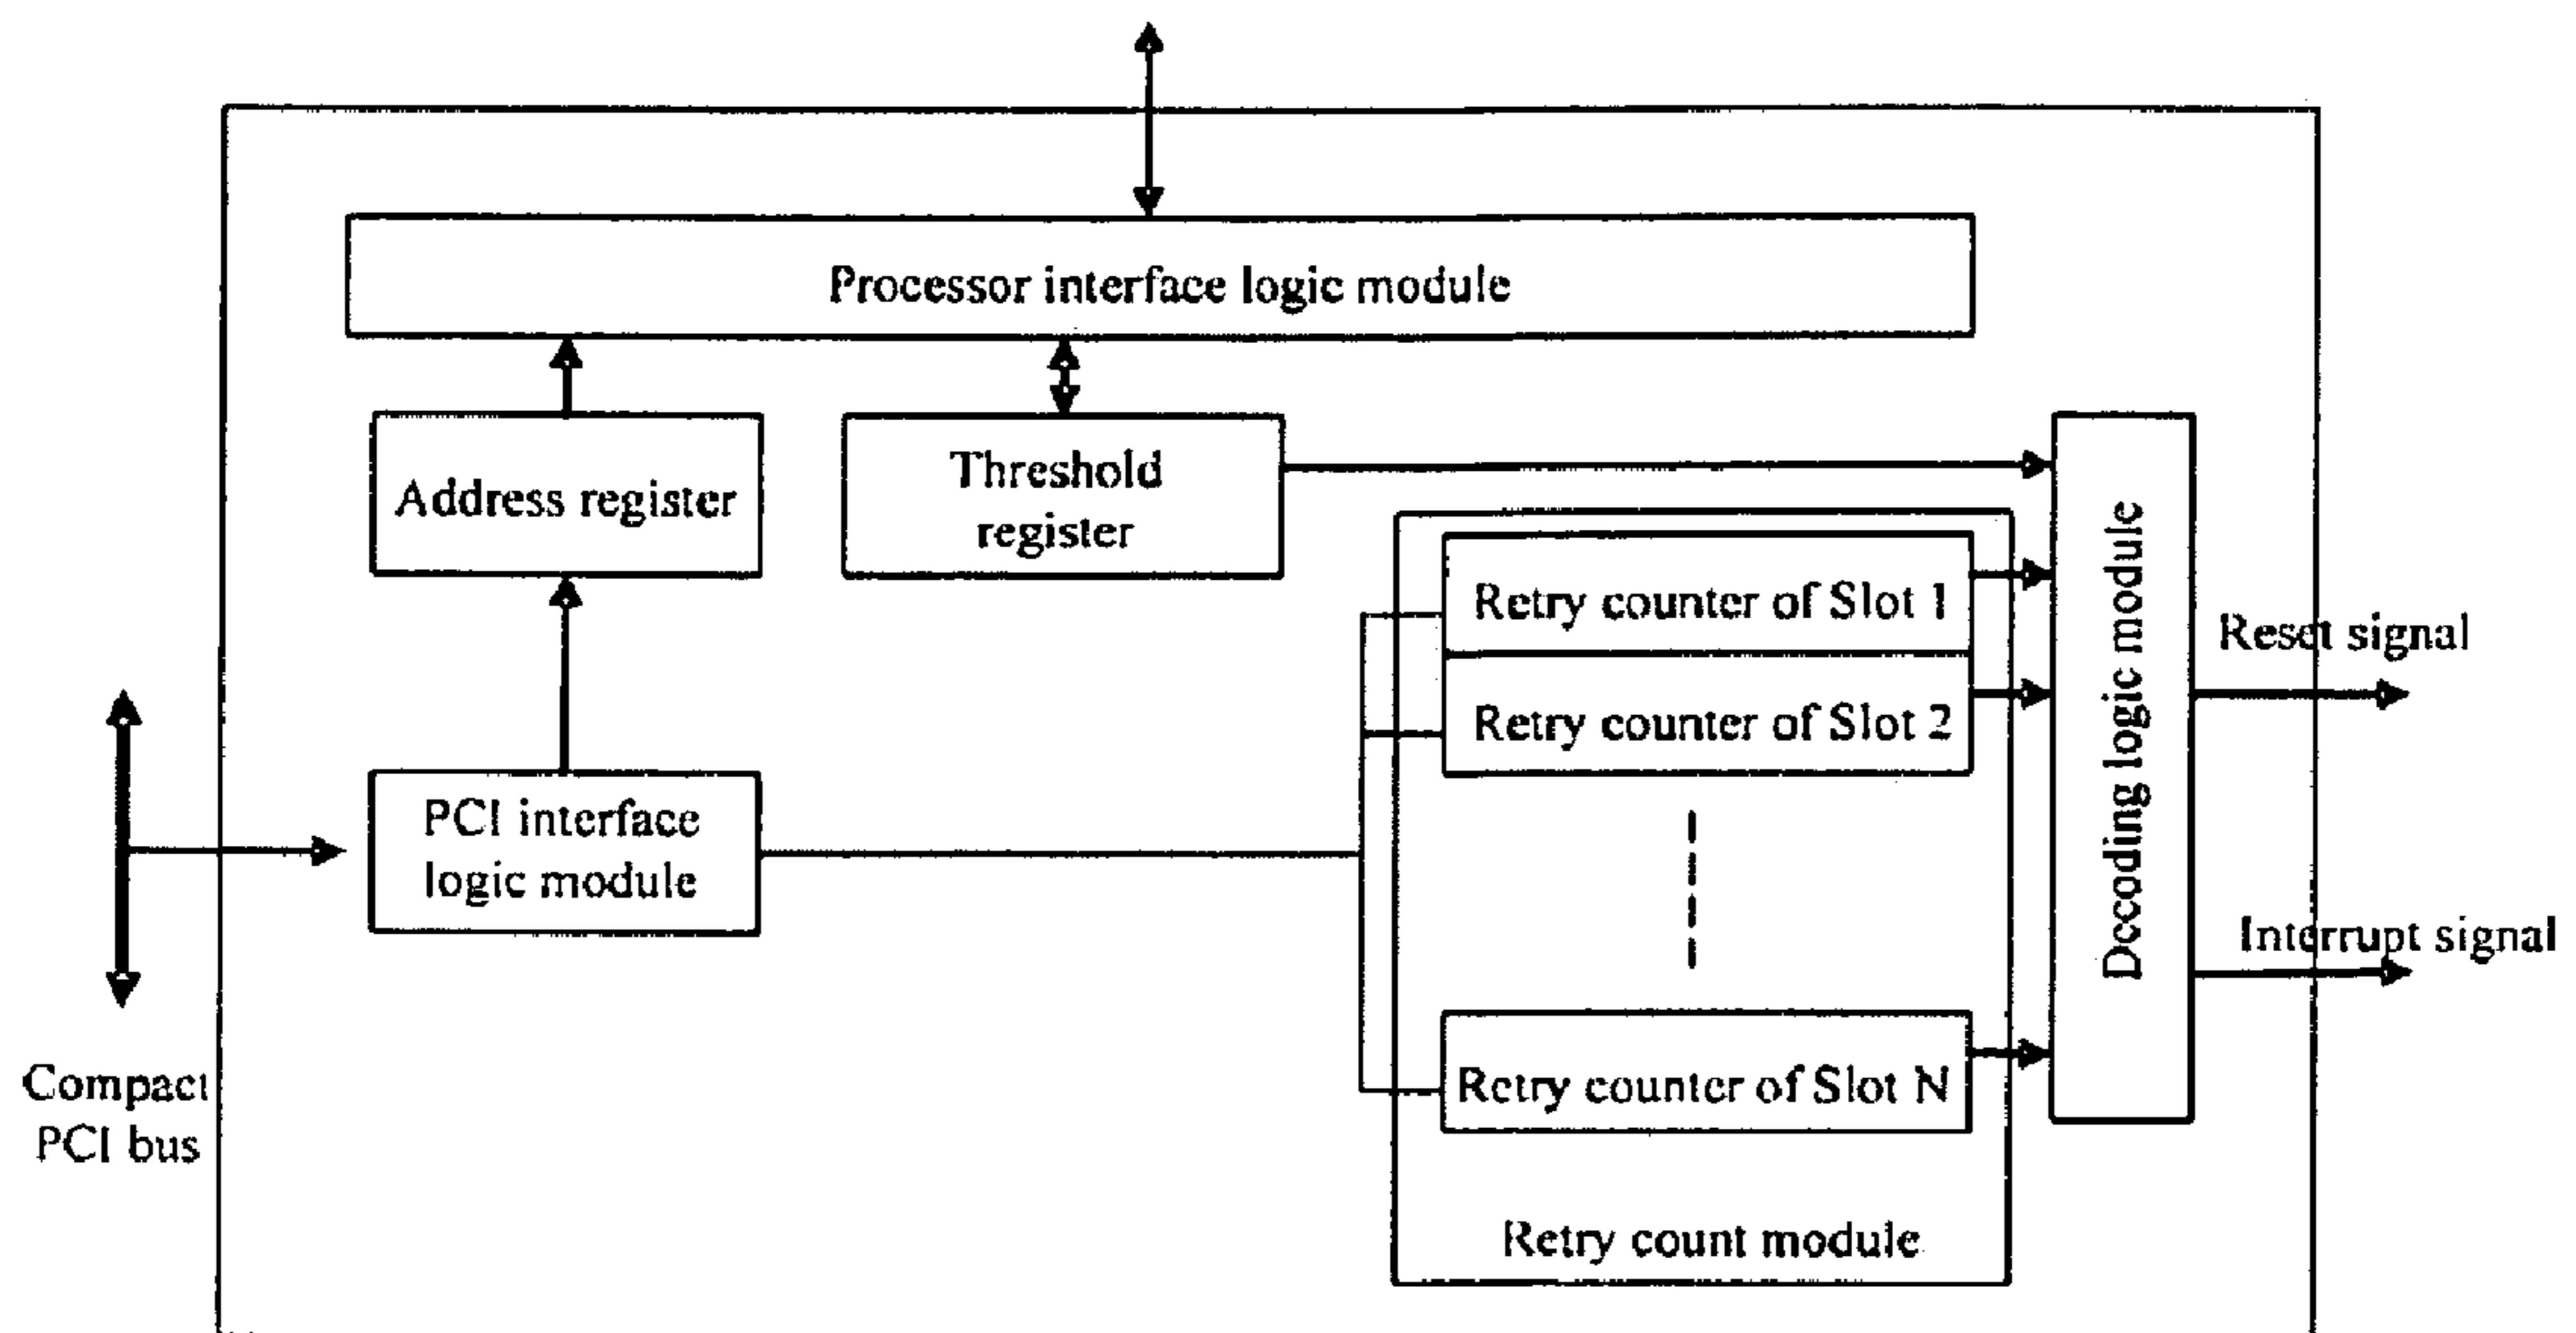 Processor interface logic module
Address register
Threshold
register
Retry counter of Slot 1
Retry counter of Slot 2
Retry counter of Slot N
Retry count module
Decoding logic module
Reset signal
Interrupt signal
PCI interface
logic module
Compact
PCI bus